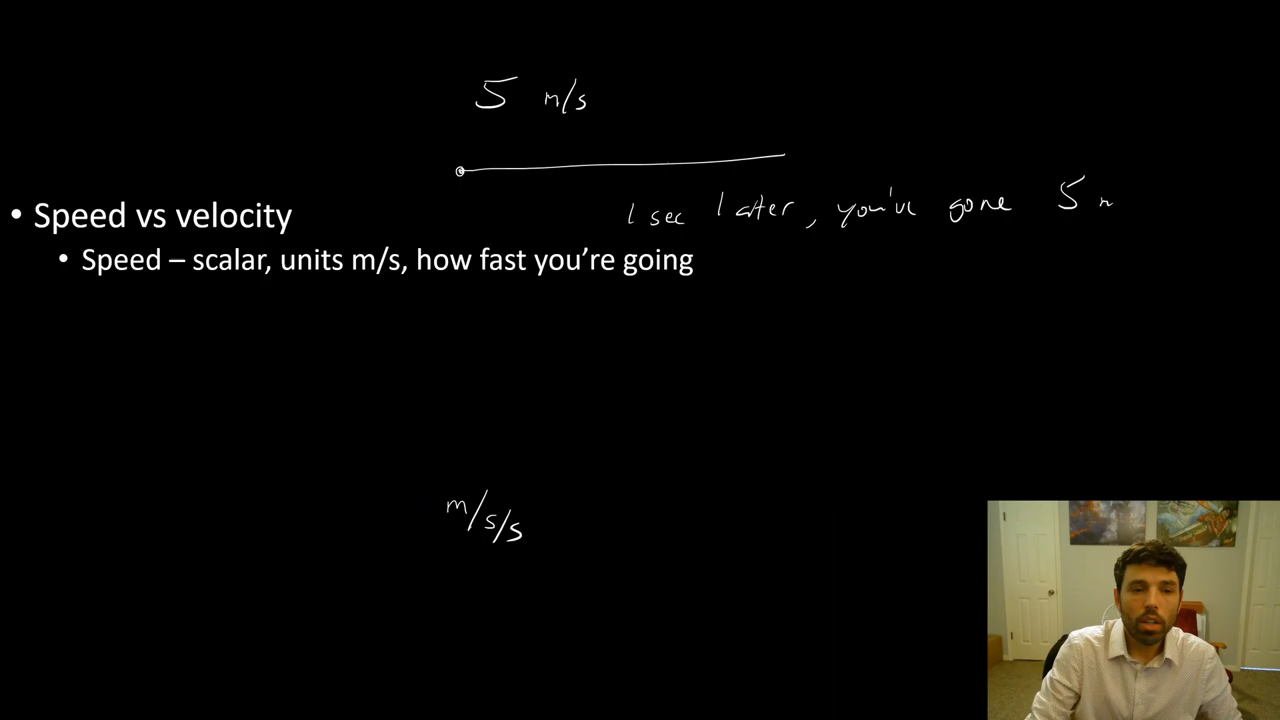 5 m/s
• Speed vs velocity
1 sec later, you've gone 5 m
• Speed – scalar, units m/s, how fast you're going
m/s/s